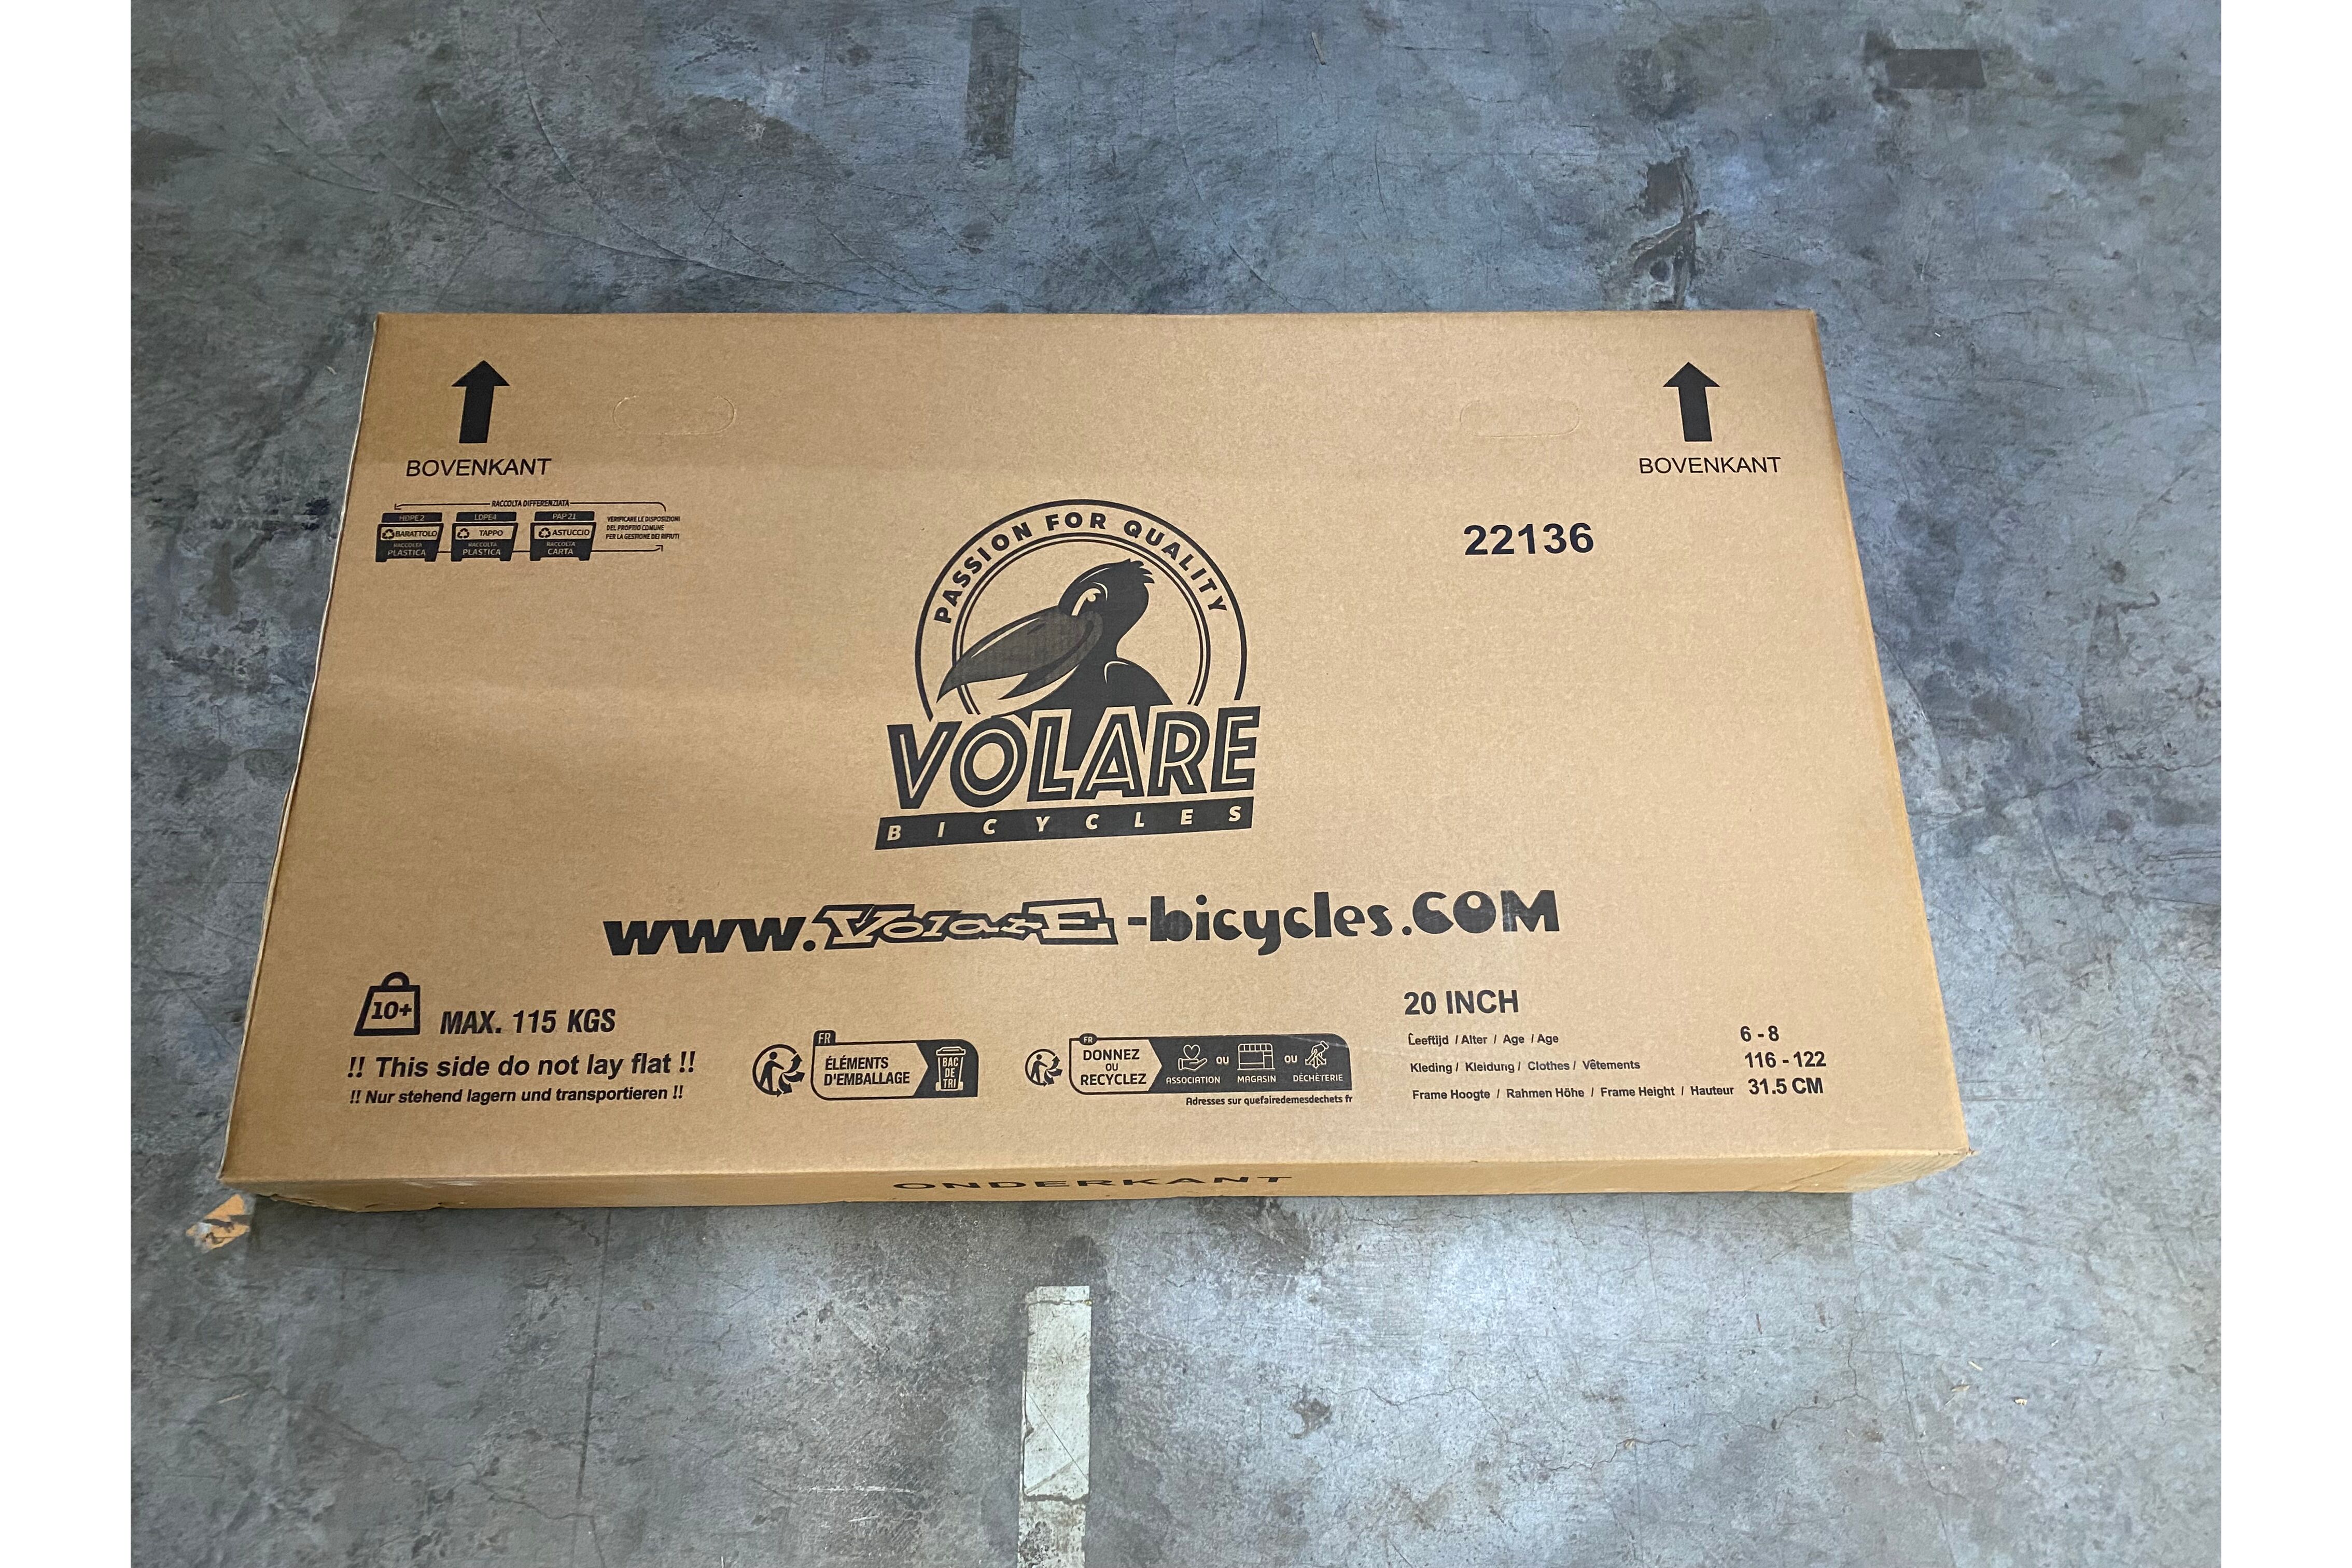 BOVENKANT
BOVENKANT
RACCOLTA DIFFERENZIATA
HDPE2 LDPE4 PAP21
BARATTOLO TAPPO ASTUCCIO
RACCOLTA RACCOLTA RACCOLTA
PLASTICA PLASTICA CARTA
VERIFICARE LE DISPOSIZIONI
DEL PROPRIO COMUNE
PER LA GESTIONE DEI RIFIUTI
22136
PASSION FOR QUALITY
VOLARE
BICYCLES
www.VolarE-bicycles.COM
10+ MAX. 115 KGS
!! This side do not lay flat !!
!! Nur stehend lagern und transportieren !!
FR
ÉLÉMENTS
D'EMBALLAGE
BAC
DE
TRI
FR
DONNEZ
OU
RECYCLEZ
ASSOCIATION OU MAGASIN OU DÉCHÈTERIE
Adresses sur quefairedemesdechets fr
20 INCH
Leeftijd / Alter / Age / Age 6 - 8
Kleding / Kleidung / Clothes / Vêtements 116 - 122
Frame Hoogte / Rahmen Höhe / Frame Height / Hauteur 31.5 CM
ONDERKANT